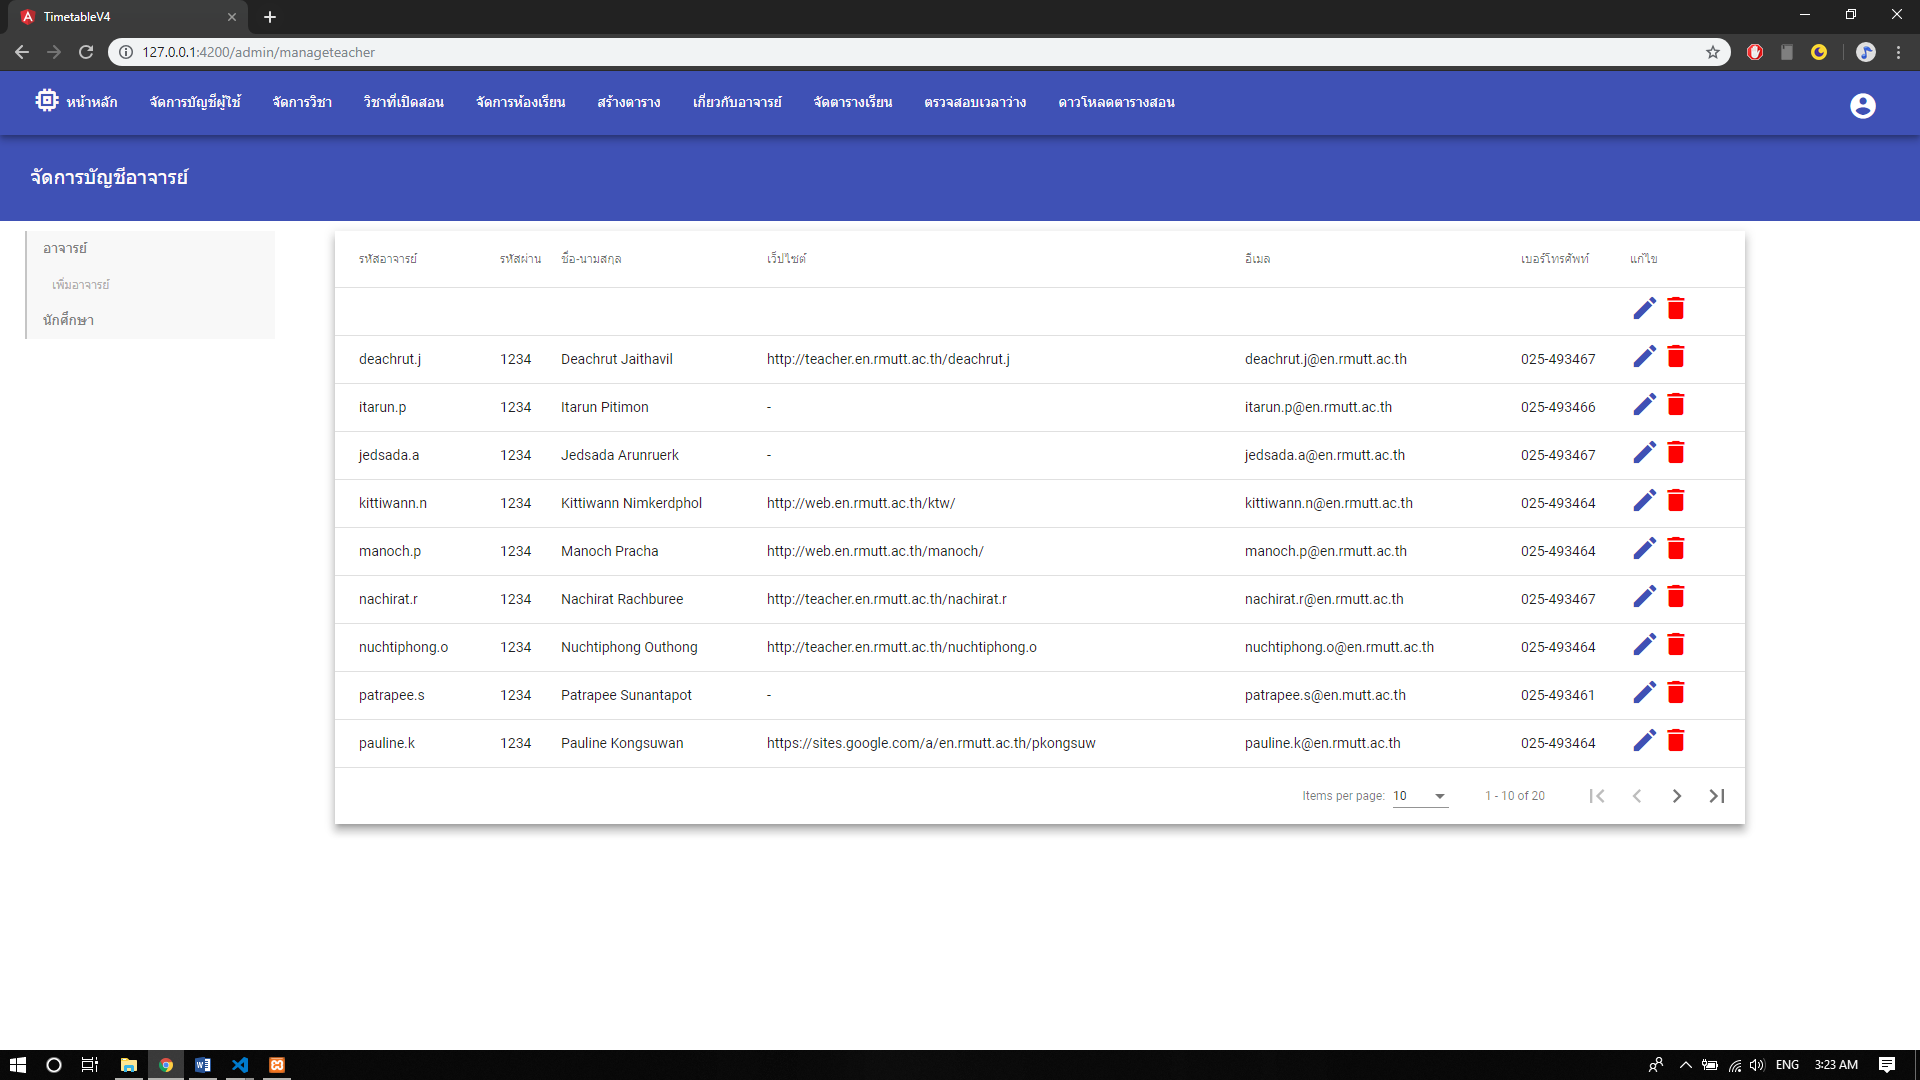 TimetableV4
127.0.0.1:4200/admin/manageteacher
หน้าหลัก จัดการบัญชีผู้ใช้ จัดการวิชา วิชาที่เปิดสอน จัดการห้องเรียน สร้างตาราง เกี่ยวกับอาจารย์ จัดตารางเรียน ตรวจสอบเวลาว่าง ดาวโหลดตารางสอน
จัดการบัญชีอาจารย์
อาจารย์
เพิ่มอาจารย์
นักศึกษา
รหัสอาจารย์ รหัสผ่าน ชื่อ-นามสกุล เว็ปไซต์ อีเมล เบอร์โทรศัพท์ แก้ไข
deachrut.j 1234 Deachrut Jaithavil http://teacher.en.rmutt.ac.th/deachrut.j deachrut.j@en.rmutt.ac.th 025-493467
itarun.p 1234 Itarun Pitimon - itarun.p@en.rmutt.ac.th 025-493466
jedsada.a 1234 Jedsada Arunruerk - jedsada.a@en.rmutt.ac.th 025-493467
kittiwann.n 1234 Kittiwann Nimkerdphol http://web.en.rmutt.ac.th/ktw/ kittiwann.n@en.rmutt.ac.th 025-493464
manoch.p 1234 Manoch Pracha http://web.en.rmutt.ac.th/manoch/ manoch.p@en.rmutt.ac.th 025-493464
nachirat.r 1234 Nachirat Rachburee http://teacher.en.rmutt.ac.th/nachirat.r nachirat.r@en.rmutt.ac.th 025-493467
nuchtiphong.o 1234 Nuchtiphong Outhong http://teacher.en.rmutt.ac.th/nuchtiphong.o nuchtiphong.o@en.rmutt.ac.th 025-493464
patrapee.s 1234 Patrapee Sunantapot - patrapee.s@en.mutt.ac.th 025-493461
pauline.k 1234 Pauline Kongsuwan https://sites.google.com/a/en.rmutt.ac.th/pkongsuw pauline.k@en.rmutt.ac.th 025-493464
Items per page: 10 1 - 10 of 20
ENG 3:23 AM